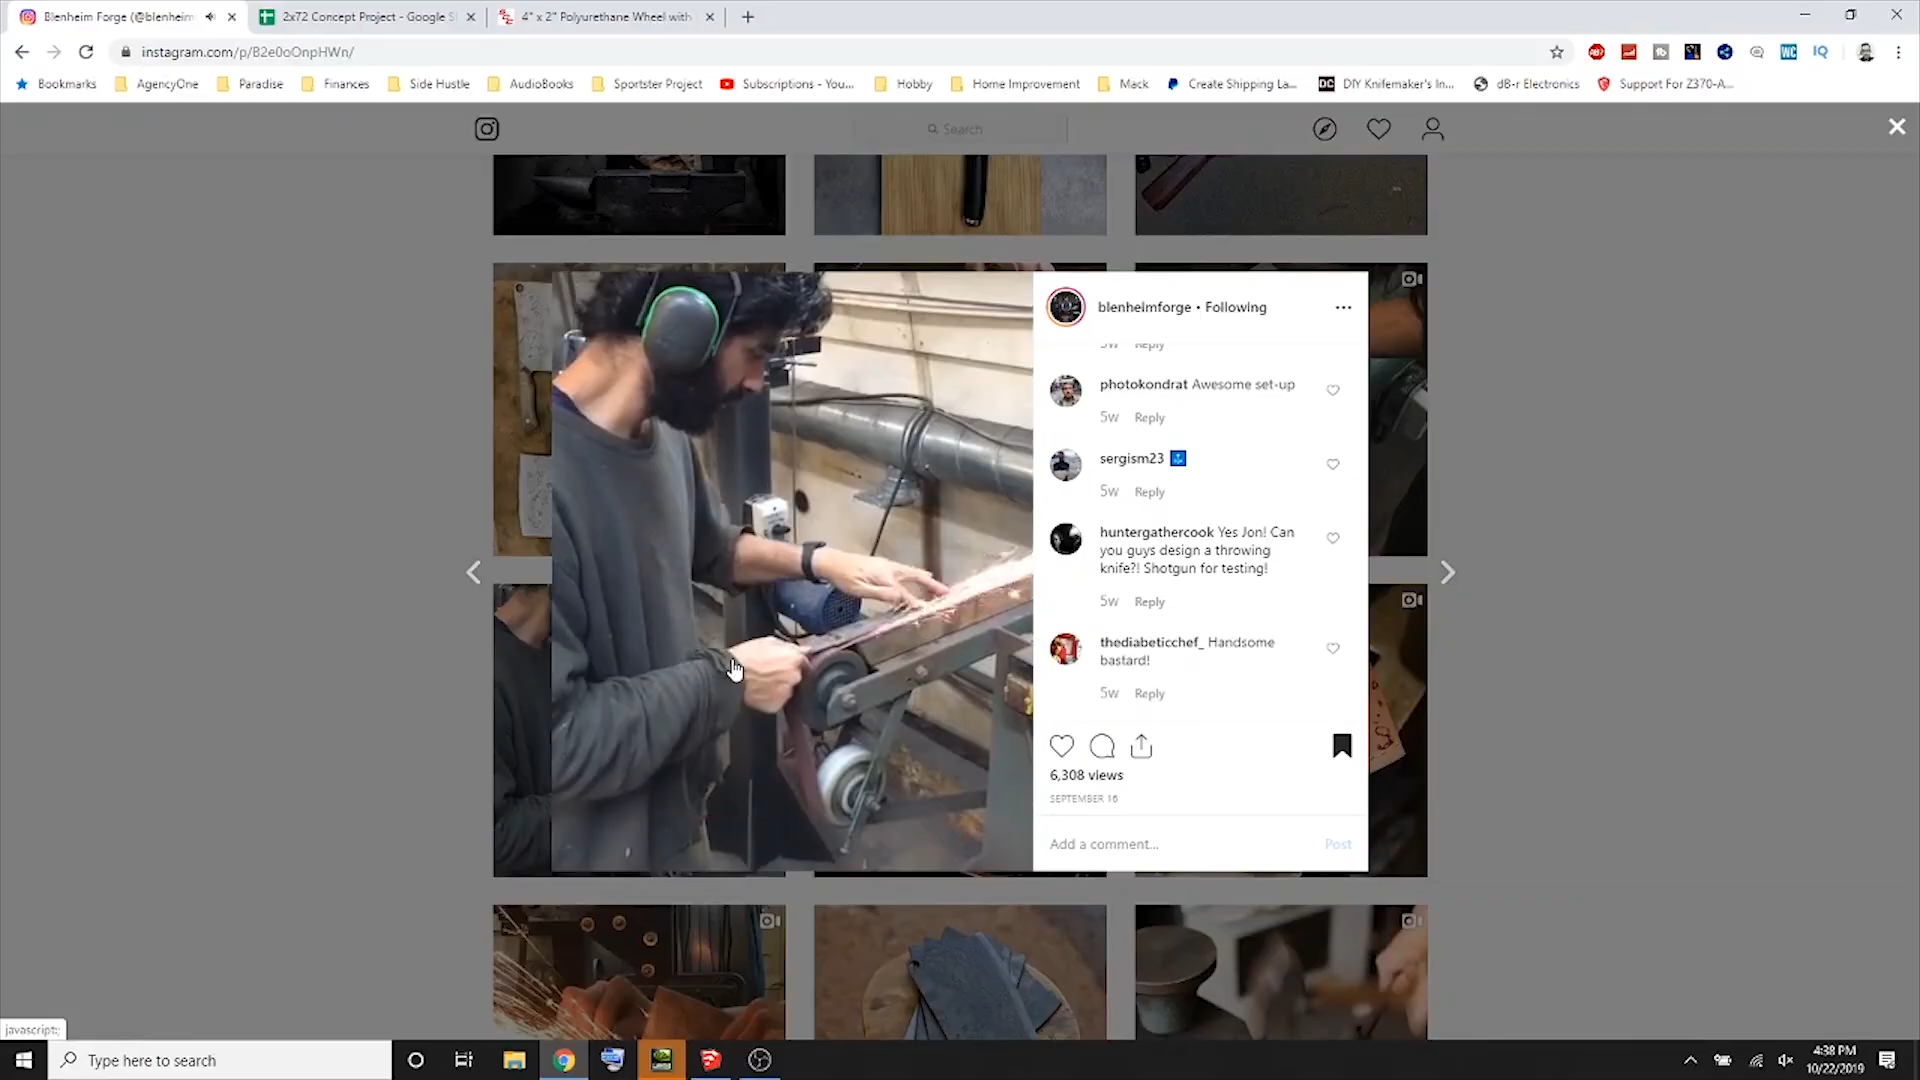 Blenheim Forge (@blenheim
2x72 Concept Project - Google S
4" x 2" Polyurethane Wheel with
instagram.com/p/B2e0oOnpHWn/
Bookmarks
AgencyOne
Paradise
Finances
Side Hustle
AudioBooks
Sportster Project
Subscriptions - You...
Hobby
Home Improvement
Mack
Create Shipping La...
DIY Knifemaker's In...
dB-r Electronics
Support For Z370-A...
Search
blenheimforge • Following
5w Reply
photokondrat Awesome set-up
5w Reply
sergism23
5w Reply
huntergathercook Yes Jon! Can
you guys design a throwing
knife?! Shotgun for testing!
5w Reply
thediabeticchef_ Handsome
bastard!
5w Reply
6,308 views
SEPTEMBER 16
Add a comment...
Post
javascript:;
Type here to search
4:38 PM
10/22/2019